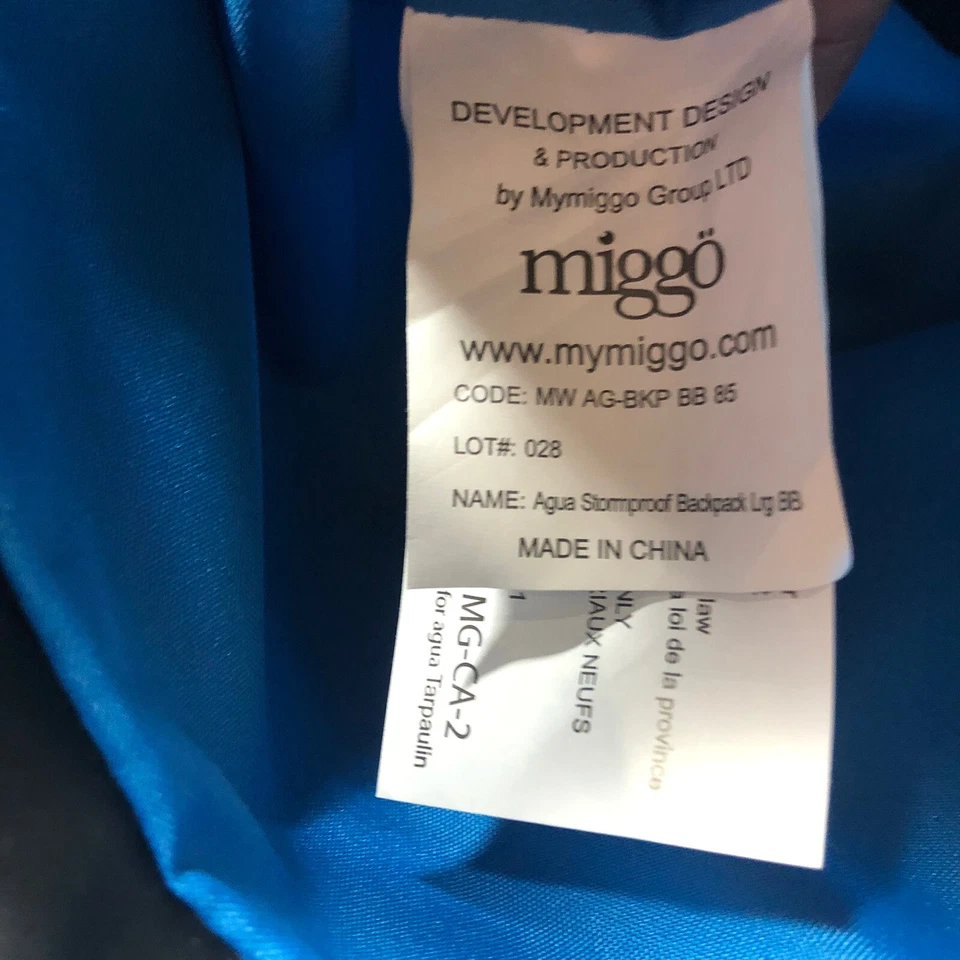 DEVELOPMENT DESIGN
& PRODUCTION
by Mymiggo Group LTD
miggö
www.mymiggo.com
CODE: MW AG-BKP BB 85
LOT#: 028
NAME: Agua Stormproof Backpack Lrg BB
MADE IN CHINA
law
loi de la province
NLY
IAUX NEUFS
1
MG-CA-2
for agua Tarpaulin